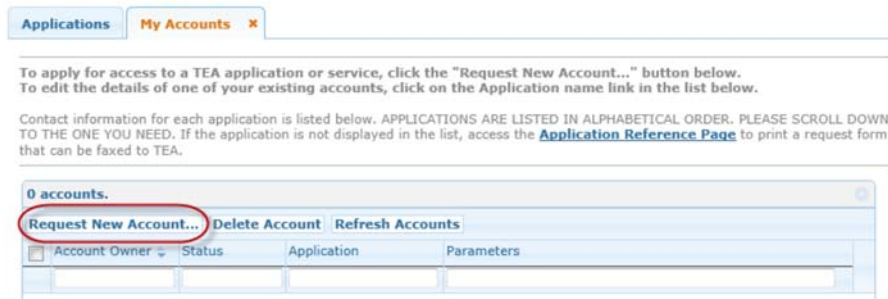 Applications My Accounts ×
To apply for access to a TEA application or service, click the "Request New Account..." button below.
To edit the details of one of your existing accounts, click on the Application name link in the list below.
Contact information for each application is listed below. APPLICATIONS ARE LISTED IN ALPHABETICAL ORDER. PLEASE SCROLL DOWN
TO THE ONE YOU NEED. If the application is not displayed in the list, access the Application Reference Page to print a request form
that can be faxed to TEA.
0 accounts.
Request New Account... Delete Account Refresh Accounts
Account Owner Status Application Parameters